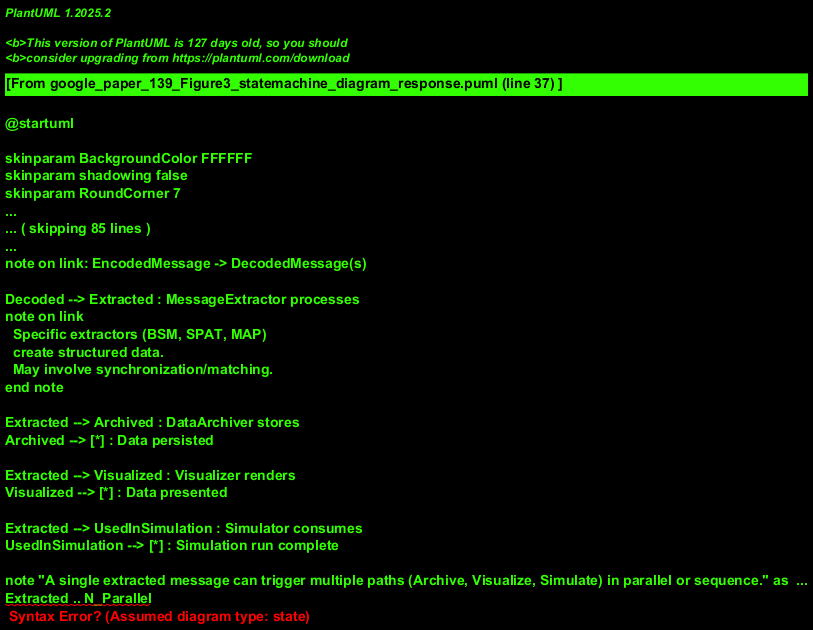 PlantUML 1.2025.2
<b>This version of PlantUML is 127 days old, so you should
<b>consider upgrading from https://plantuml.com/download
[From google_paper_139_Figure3_statemachine_diagram_response.puml (line 37) ]
@startuml
skinparam BackgroundColor FFFFFF
skinparam shadowing false
skinparam RoundCorner 7
...
... ( skipping 85 lines )
...
note on link: EncodedMessage -> DecodedMessage(s)
Decoded --> Extracted : MessageExtractor processes
note on link
Specific extractors (BSM, SPAT, MAP)
create structured data.
May involve synchronization/matching.
end note
Extracted --> Archived : DataArchiver stores
Archived --> [*] : Data persisted
Extracted --> Visualized : Visualizer renders
Visualized --> [*] : Data presented
Extracted --> UsedInSimulation : Simulator consumes
UsedInSimulation --> [*] : Simulation run complete
note "A single extracted message can trigger multiple paths (Archive, Visualize, Simulate) in parallel or sequence." as ...
Extracted .. N_Parallel
Syntax Error? (Assumed diagram type: state)